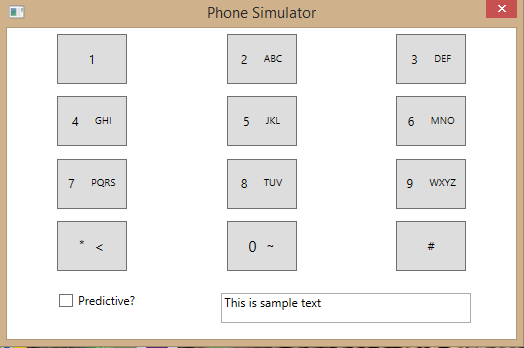 Phone Simulator
1
2 ABC
3 DEF
4 GHI
5 JKL
6 MNO
7 PQRS
8 TUV
9 WXYZ
* <
0 ~
#
Predictive?
This is sample text